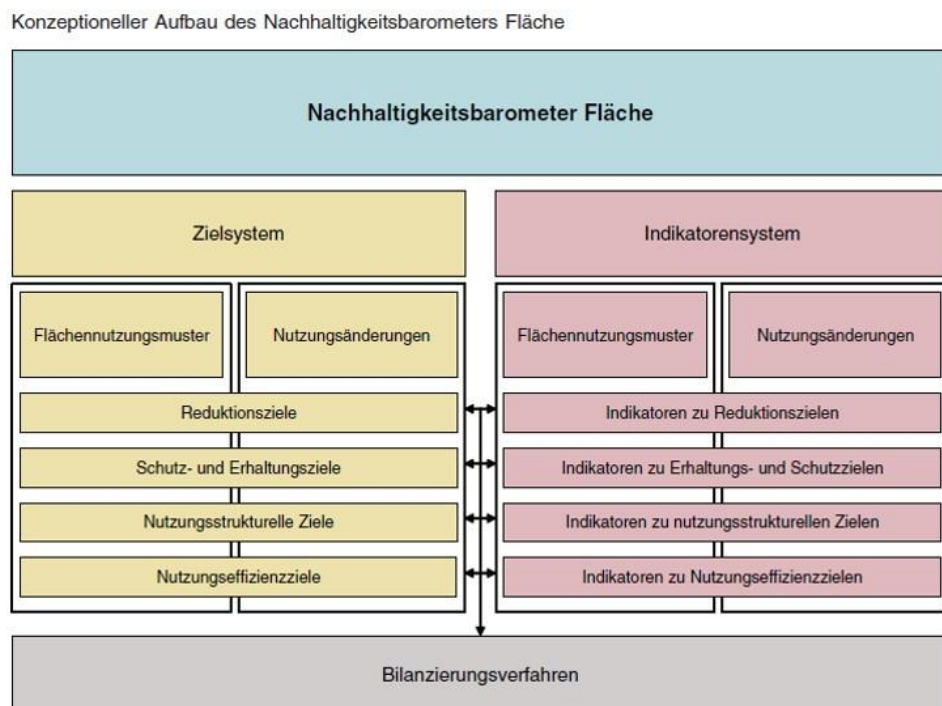 Konzeptioneller Aufbau des Nachhaltigkeitsbarometers Fläche
Nachhaltigkeitsbarometer Fläche
Zielsystem
Indikatorensystem
Flächennutzungsmuster
Nutzungsänderungen
Flächennutzungsmuster
Nutzungsänderungen
Reduktionsziele
Indikatoren zu Reduktionszielen
Schutz- und Erhaltungsziele
Indikatoren zu Erhaltungs- und Schutzzielen
Nutzungsstrukturelle Ziele
Indikatoren zu nutzungsstrukturellen Zielen
Nutzungseffizienzziele
Indikatoren zu Nutzungseffizienzzielen
Bilanzierungsverfahren